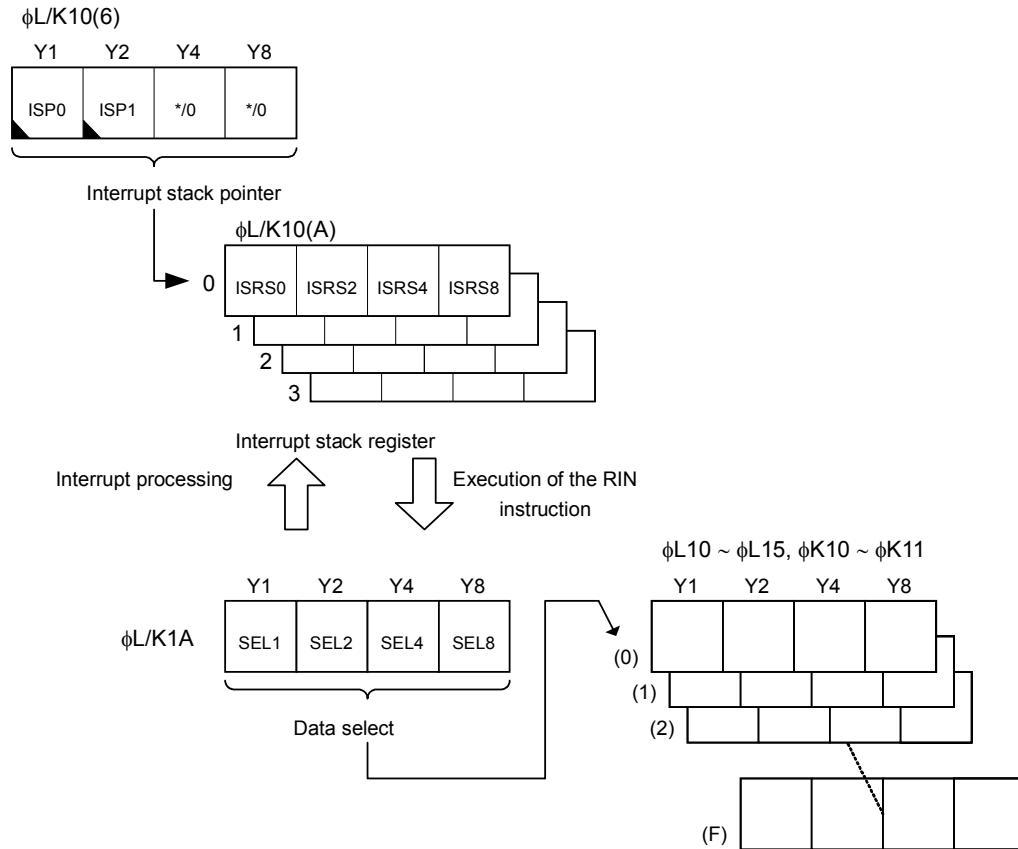 ϕL/K10(6)
Y1 Y2 Y4 Y8
ISP0 ISP1 */0 */0
Interrupt stack pointer
ϕL/K10(A)
0 ISRS0 ISRS2 ISRS4 ISRS8
1
2
3
Interrupt stack register
Interrupt processing
Execution of the RIN
instruction
ϕL10 ~ ϕL15, ϕK10 ~ ϕK11
Y1 Y2 Y4 Y8
(0)
(1)
(2)
(F)
Y1 Y2 Y4 Y8
ϕL/K1A SEL1 SEL2 SEL4 SEL8
Data select